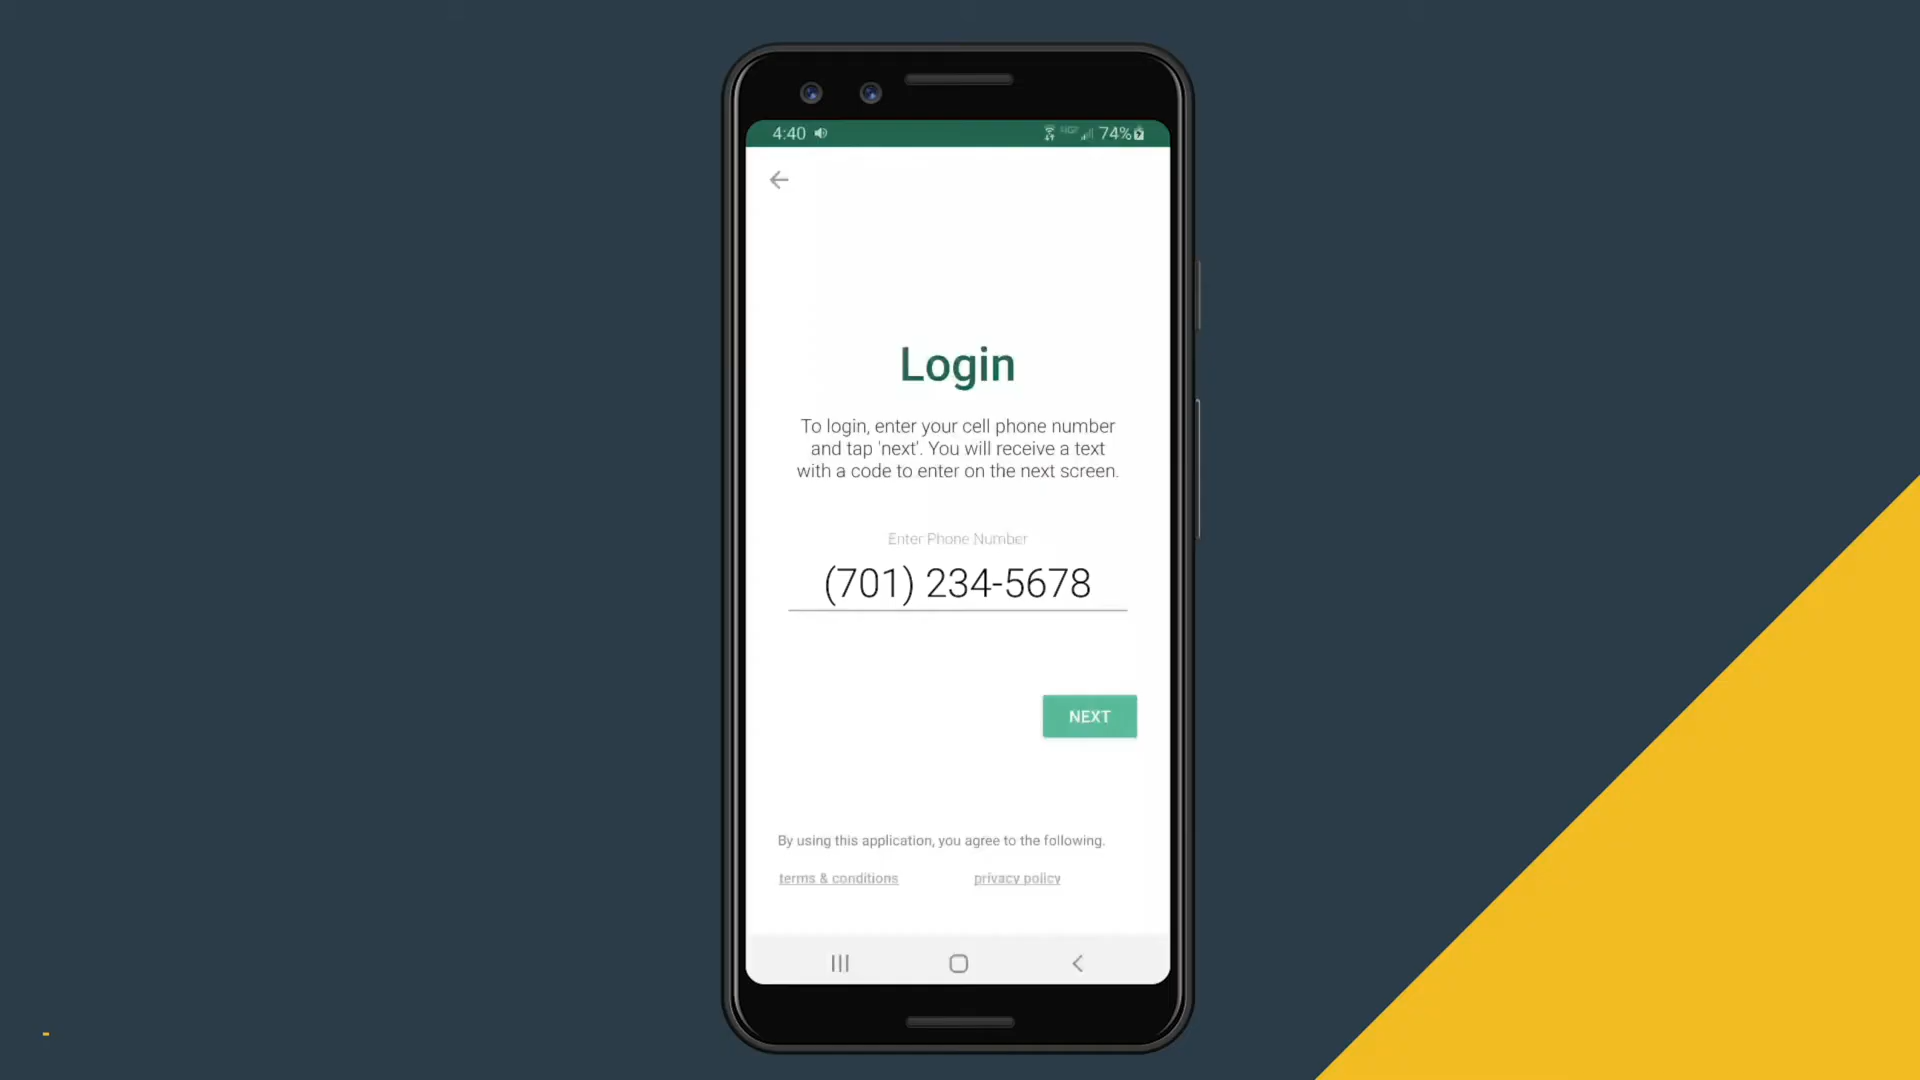 4:40 74%
Login
To login, enter your cell phone number
and tap 'next'. You will receive a text
with a code to enter on the next screen.
Enter Phone Number
(701) 234-5678
NEXT
By using this application, you agree to the following.
terms & conditions privacy policy